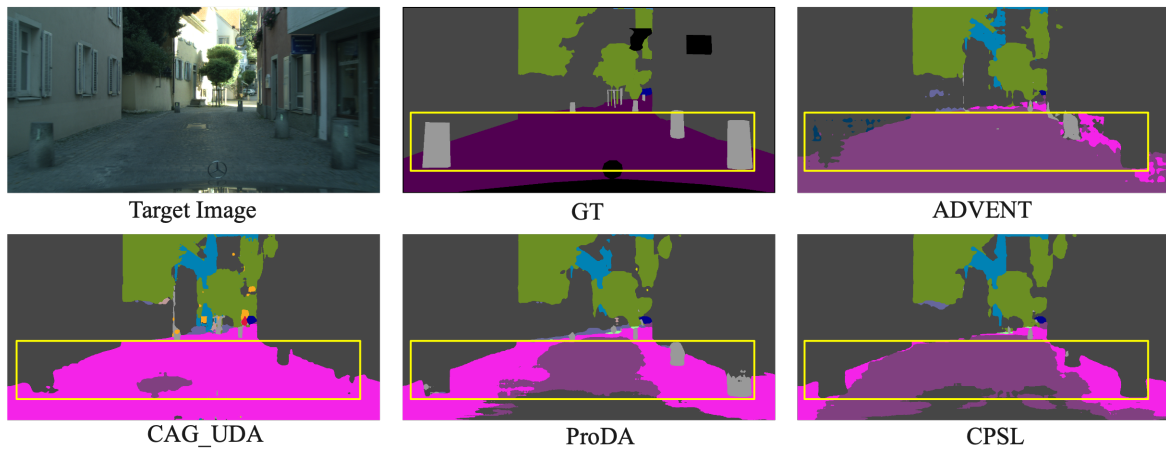 Target Image
GT
ADVENT
CAG_UDA
ProDA
CPSL